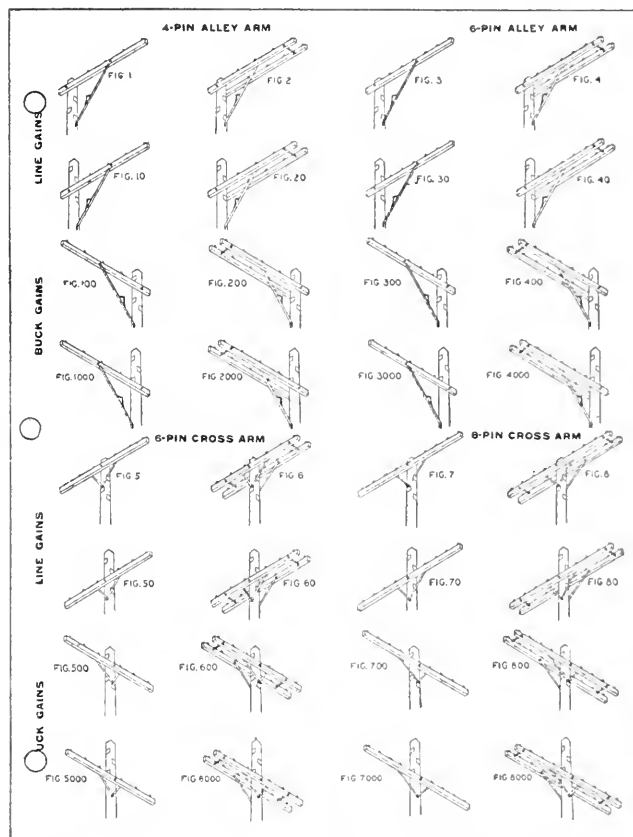 4-PIN ALLEY ARM
6-PIN ALLEY ARM
LINE GAINS
FIG. 1
FIG. 2
FIG. 3
FIG. 4
FIG. 10
FIG. 20
FIG. 30
FIG. 40
BUCK GAINS
FIG. 100
FIG. 200
FIG. 300
FIG. 400
FIG. 1000
FIG. 2000
FIG. 3000
FIG. 4000
6-PIN CROSS ARM
8-PIN CROSS ARM
LINE GAINS
FIG 5
FIG 6
FIG. 7
FIG. 8
FIG. 50
FIG 60
FIG. 70
FIG 80
UCK GAINS
FIG. 500
FIG. 600
FIG. 700
FIG 800
FIG 5000
FIG 6000
FIG 7000
FIG 8000